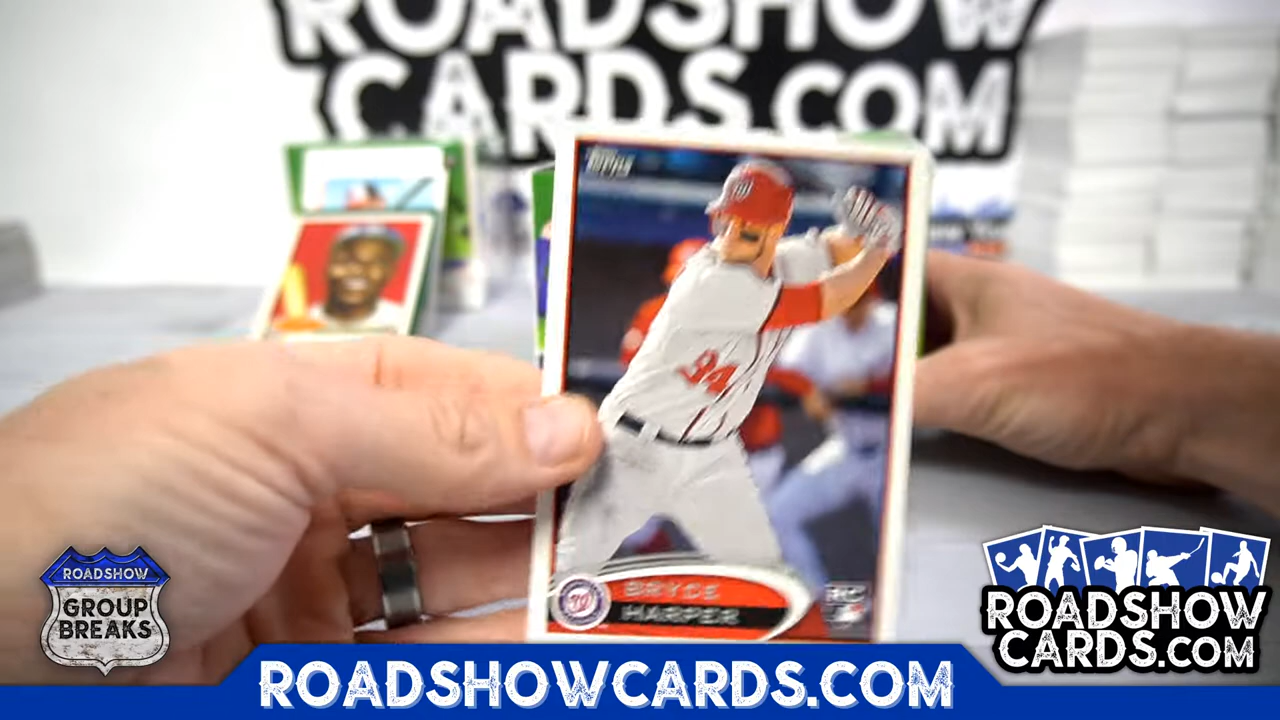 ROADSHOW
CARDS.COM
topps
W
34
BRYCE
HARPER
W
RC
ROADSHOW
GROUP
BREAKS
ROADSHOW
CARDS.COM
ROADSHOWCARDS.COM